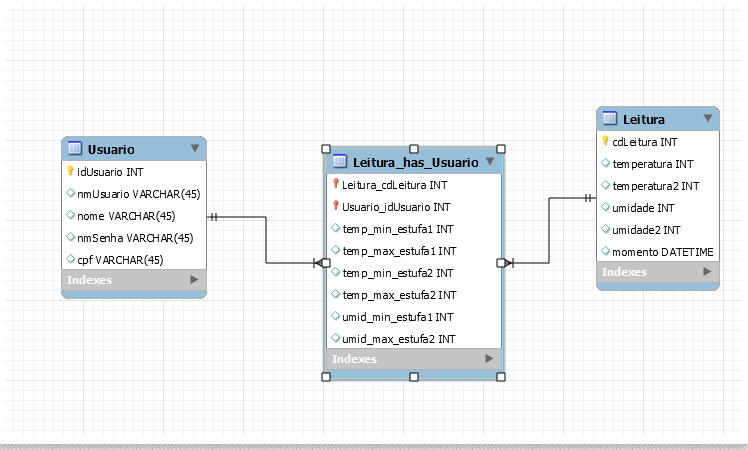 Usuario
idUsuario INT
nmUsuario VARCHAR(45)
nome VARCHAR(45)
nmSenha VARCHAR(45)
cpf VARCHAR(45)
Indexes
Leitura_has_Usuario
Leitura_cdLeitura INT
Usuario_idUsuario INT
temp_min_estufa1 INT
temp_max_estufa1 INT
temp_min_estufa2 INT
temp_max_estufa2 INT
umid_min_estufa1 INT
umid_max_estufa2 INT
Indexes
Leitura
cdLeitura INT
temperatura INT
temperatura2 INT
umidade INT
umidade2 INT
momento DATETIME
Indexes